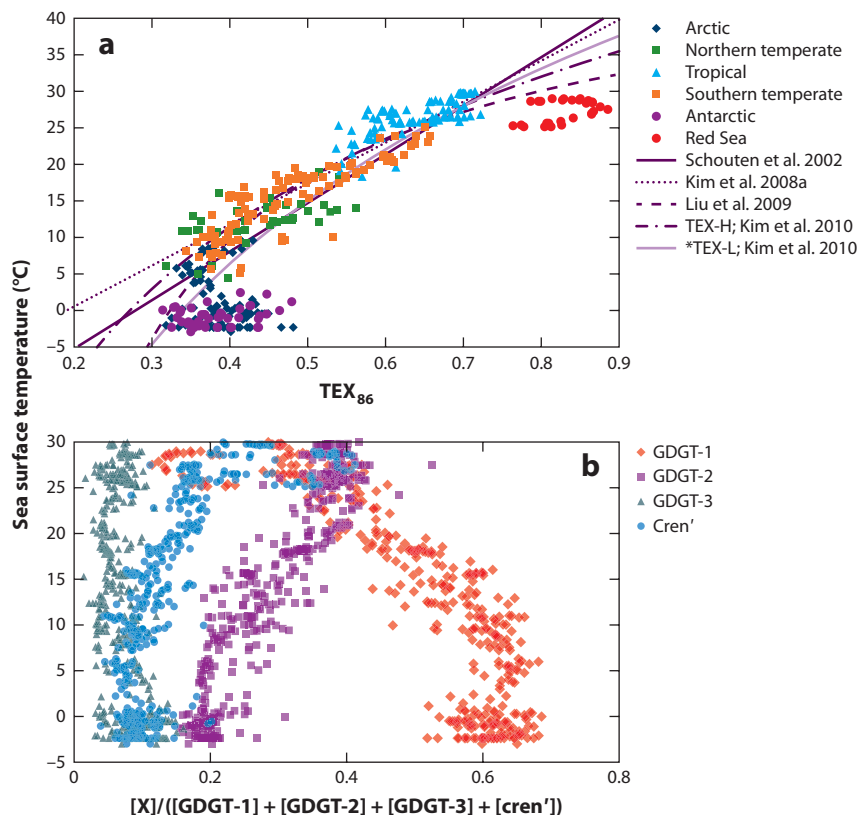 a
Arctic
Northern temperate
Tropical
Southern temperate
Antarctic
Red Sea
Schouten et al. 2002
Kim et al. 2008a
Liu et al. 2009
TEX-H; Kim et al. 2010
*TEX-L; Kim et al. 2010
40
35
30
25
20
15
10
5
0
−5
0.2 0.3 0.4 0.5 0.6 0.7 0.8 0.9
TEX₈₆
Sea surface temperature (°C)
b
GDGT-1
GDGT-2
GDGT-3
Cren′
30
25
20
15
10
5
0
−5
0 0.2 0.4 0.6 0.8
[X]/([GDGT-1] + [GDGT-2] + [GDGT-3] + [cren′])